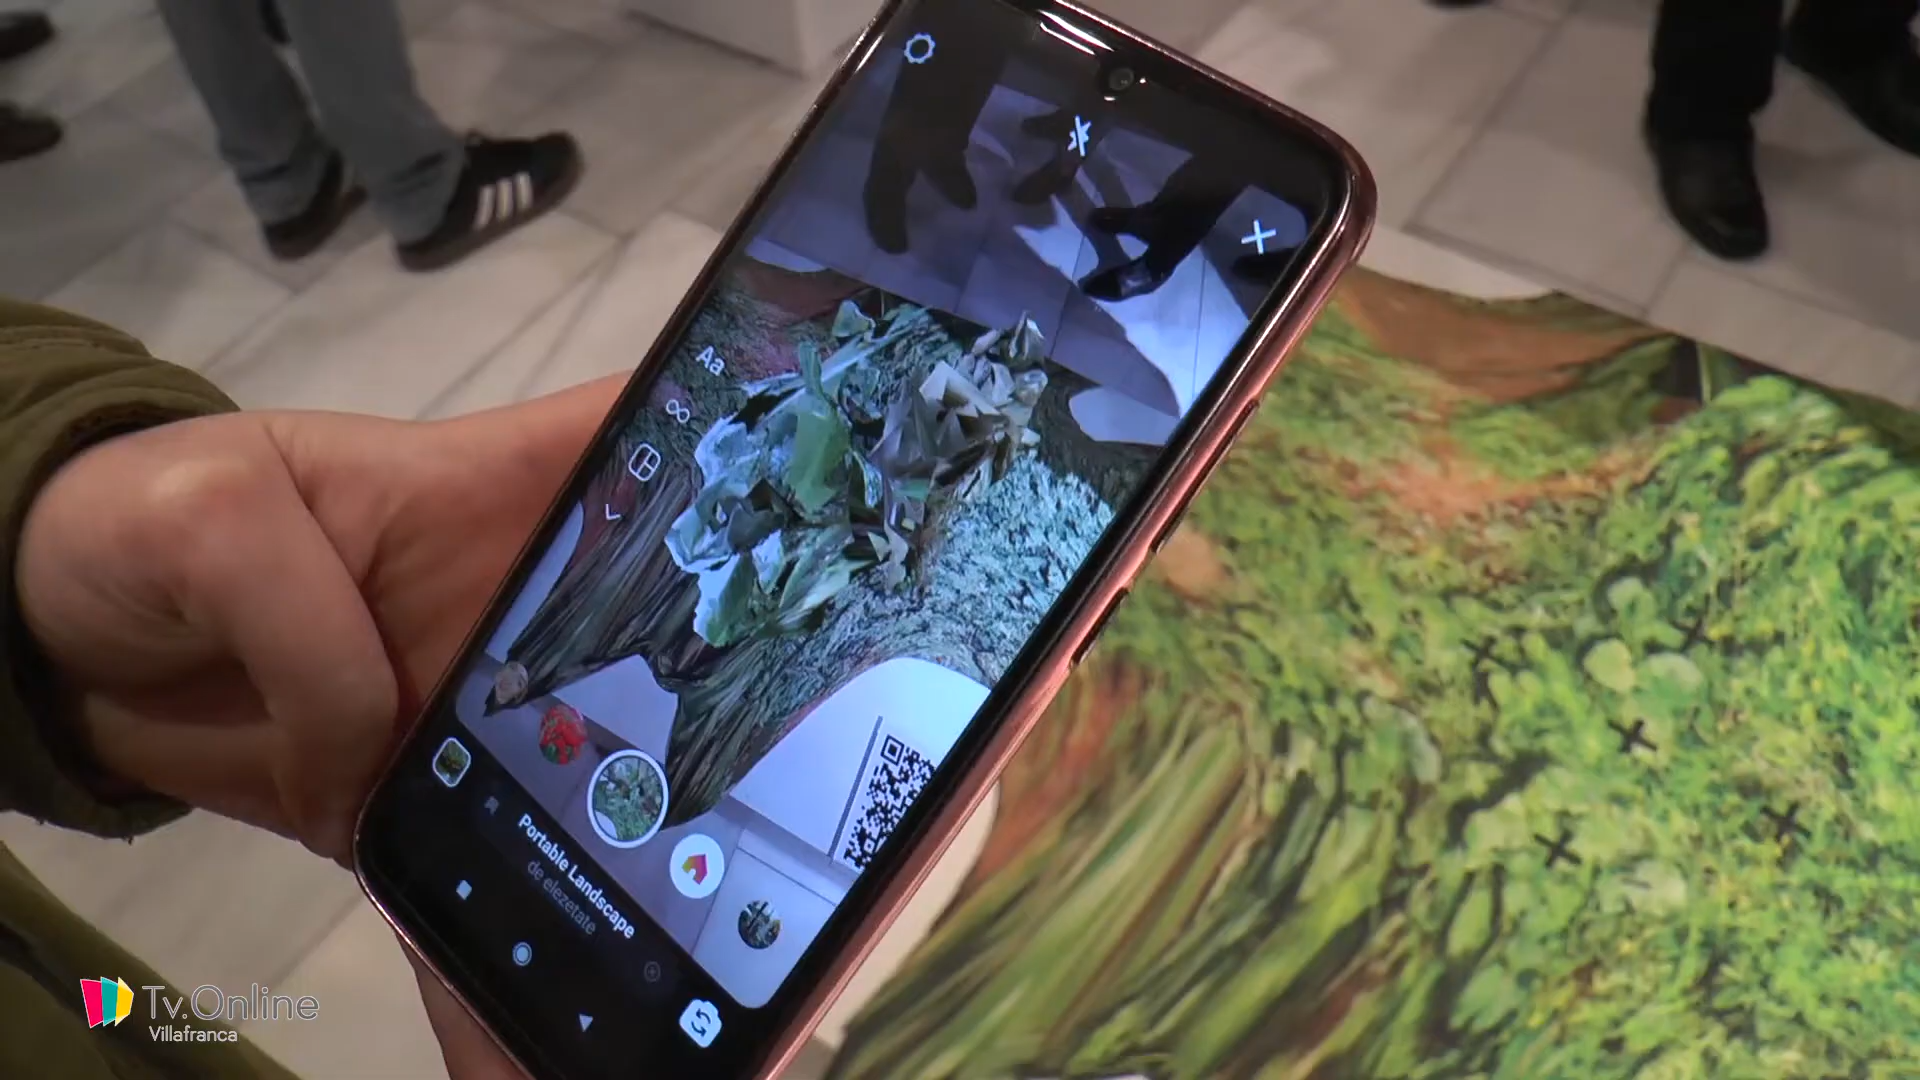 Aa
Portable Landscape
de elezetate
Tv.Online
Villafranca